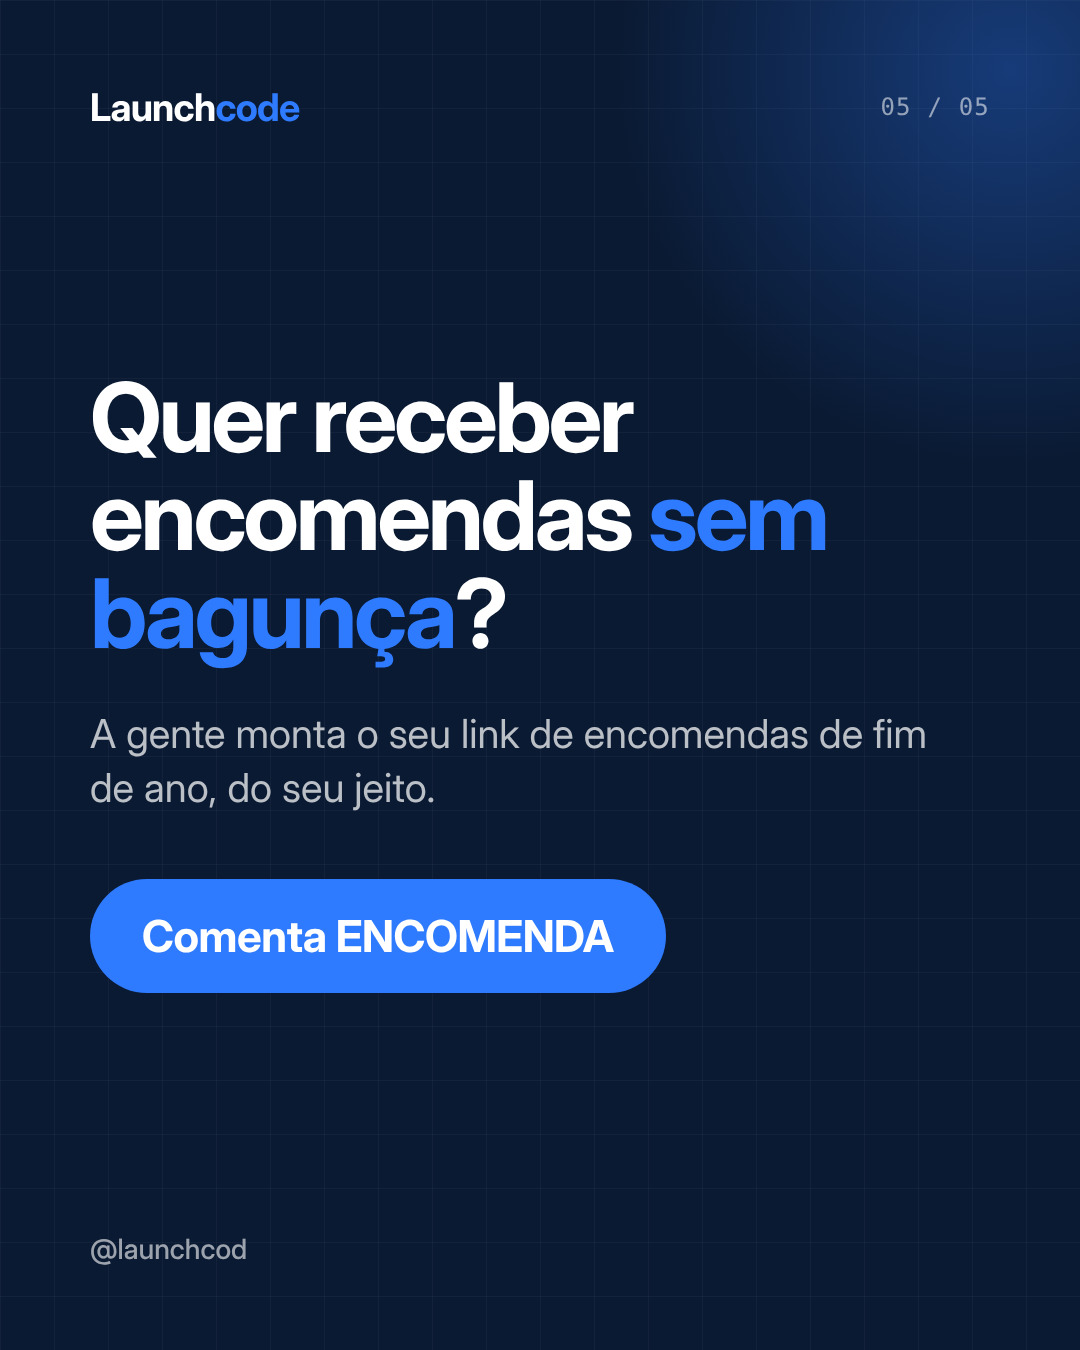 Launchcode
05 / 05
Quer receber
encomendas sem
bagunça?
A gente monta o seu link de encomendas de fim
de ano, do seu jeito.
Comenta ENCOMENDA
@launchcod